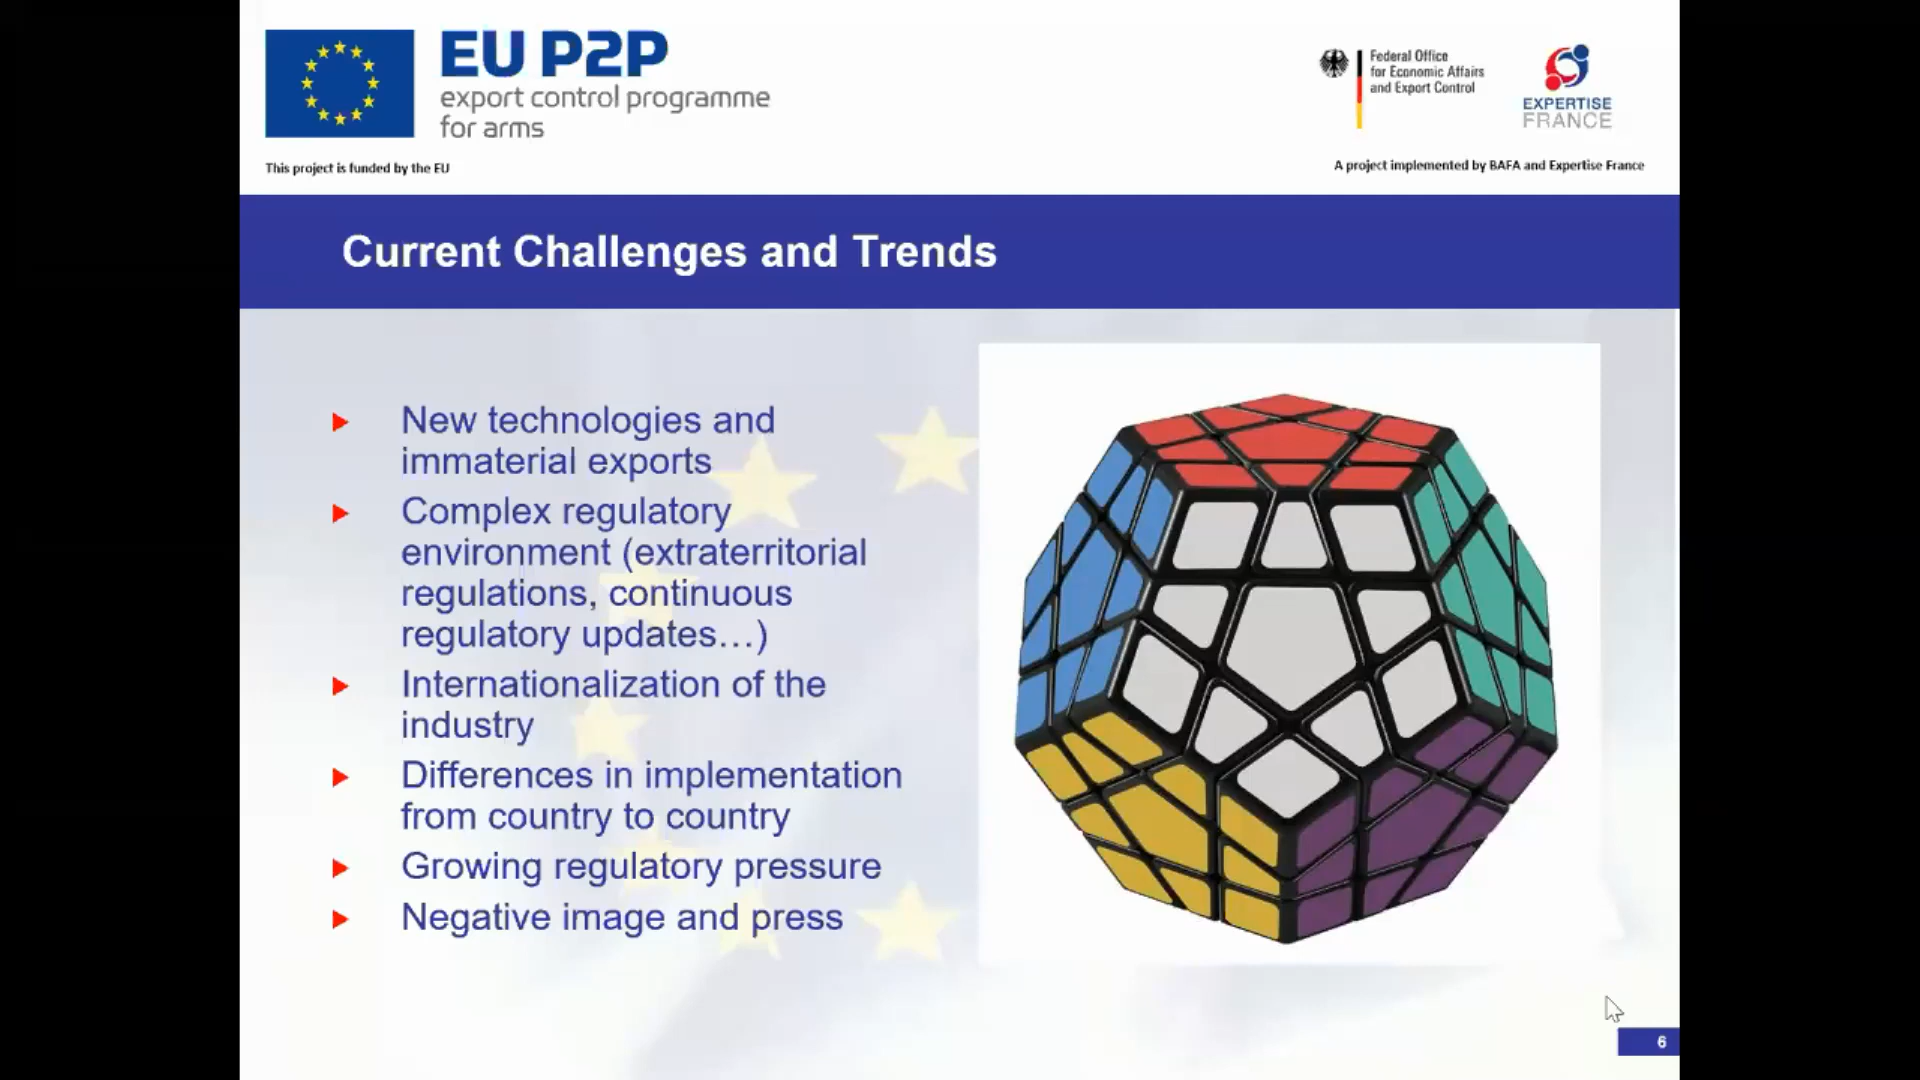 EU P2P
export control programme
for arms
This project is funded by the EU
Federal Office
for Economic Affairs
and Export Control
EXPERTISE
FRANCE
A project implemented by BAFA and Expertise France
Current Challenges and Trends
New technologies and
immaterial exports
Complex regulatory
environment (extraterritorial
regulations, continuous
regulatory updates…)
Internationalization of the
industry
Differences in implementation
from country to country
Growing regulatory pressure
Negative image and press
6